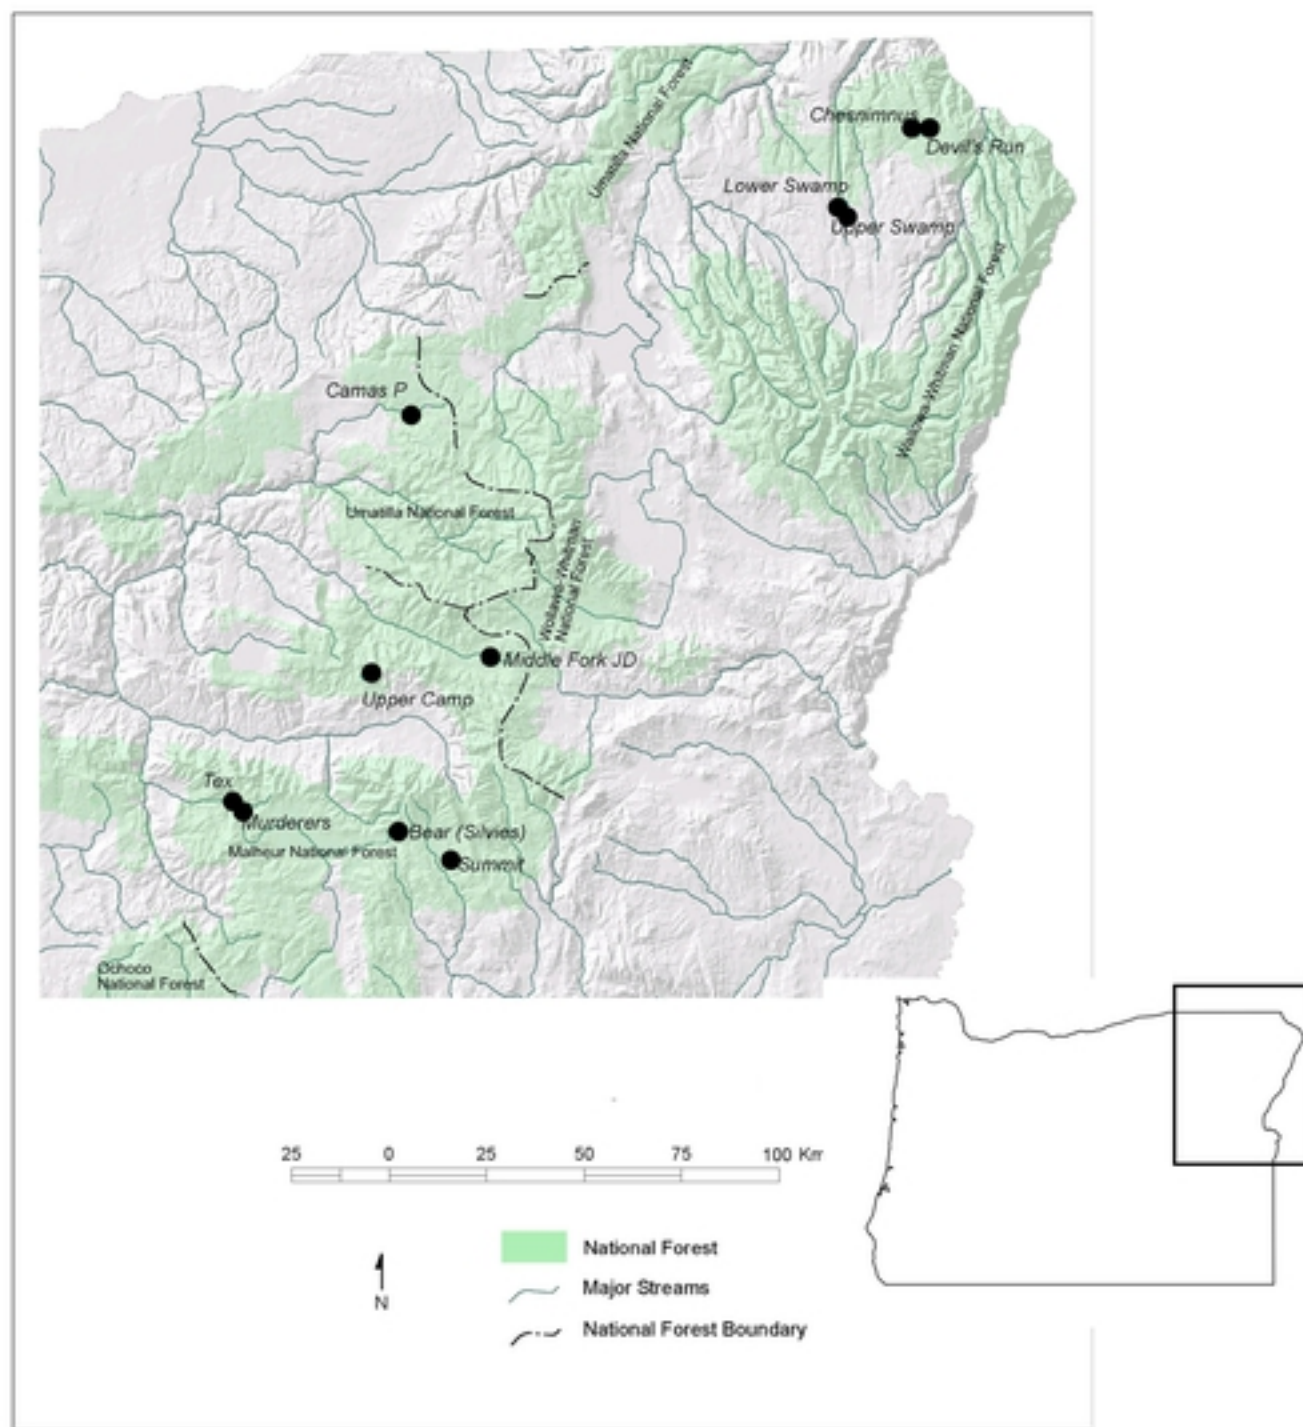 Umatilla National Forest
Chesnimnus
Devil's Run
Lower Swamp
Upper Swamp
Wallowa-Whitman National Forest
Camas P
Umatilla National Forest
Wollawa-Whitman
National Forest
Middle Fork JD
Upper Camp
Tex
Murderers
Bear (Silvies)
Malheur National Forest
Summit
Ochoco
National Forest
25 0 25 50 75 100 Km
National Forest
N
Major Streams
National Forest Boundary